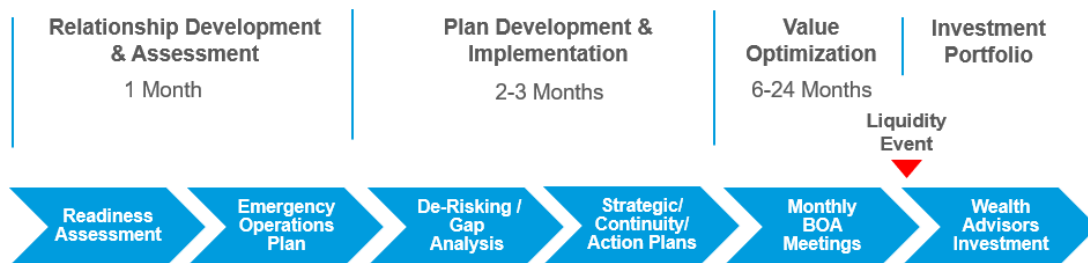 Relationship Development
& Assessment
1 Month
Plan Development &
Implementation
2-3 Months
Value
Optimization
6-24 Months
Investment
Portfolio
Liquidity
Event
Readiness
Assessment
Emergency
Operations
Plan
De-Risking /
Gap
Analysis
Strategic/
Continuity/
Action Plans
Monthly
BOA
Meetings
Wealth
Advisors
Investment